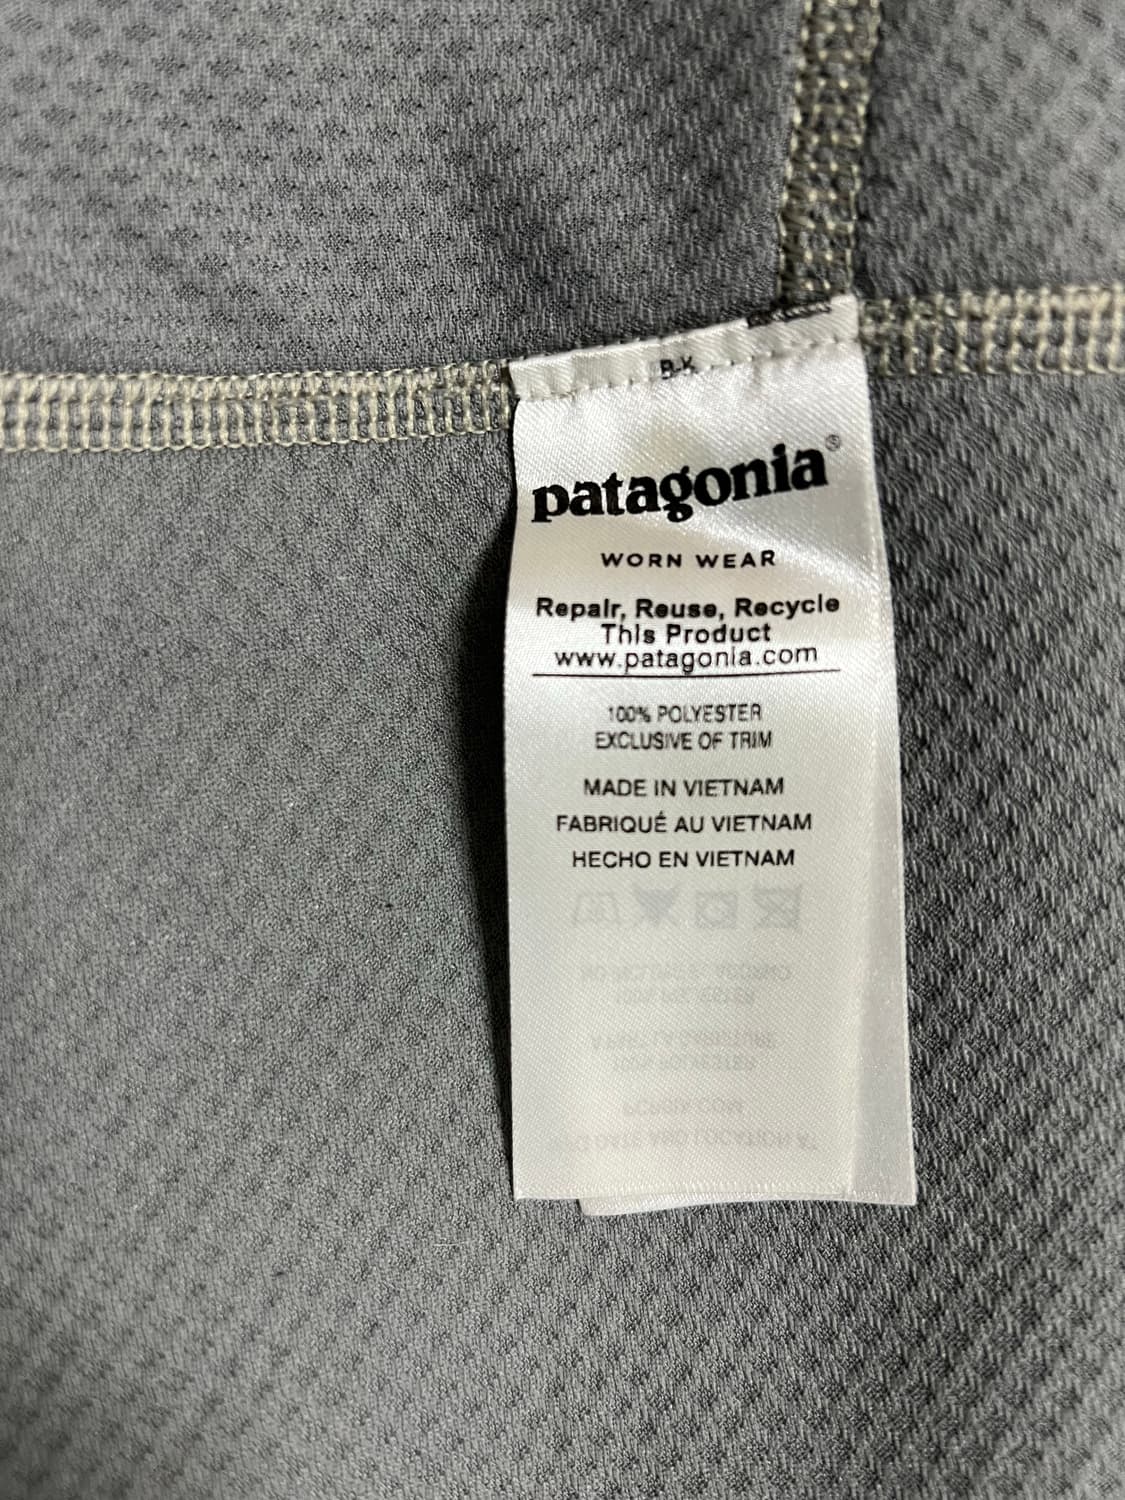 patagonia®
WORN WEAR
Repair, Reuse, Recycle
This Product
www.patagonia.com
100% POLYESTER
EXCLUSIVE OF TRIM
MADE IN VIETNAM
FABRIQUÉ AU VIETNAM
HECHO EN VIETNAM